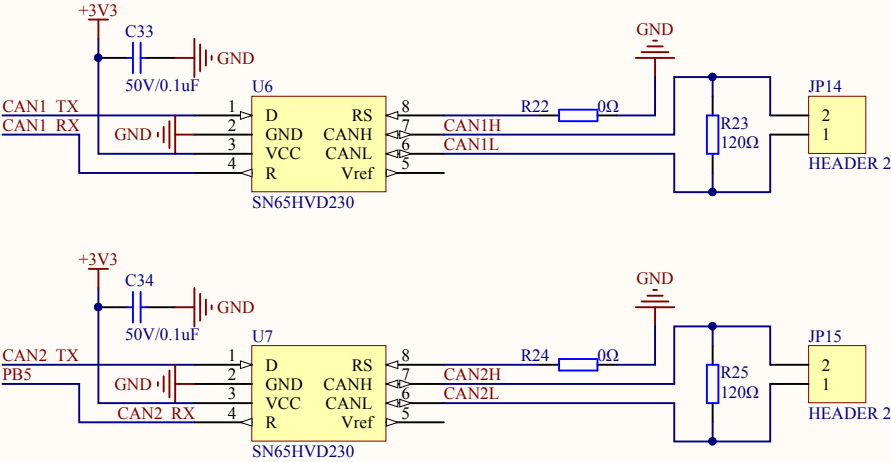 +3V3
C33
GND
50V/0.1uF
U6
GND
CAN1_TX
1
D
RS
8
R22
0Ω
JP14
CAN1_RX
GND
2
GND
CANH
7
CAN1H
2
3
VCC
CANL
6
CAN1L
R23
120Ω
1
4
R
Vref
5
HEADER 2
SN65HVD230
+3V3
C34
GND
50V/0.1uF
U7
GND
CAN2_TX
1
D
RS
8
R24
0Ω
JP15
PB5
GND
2
GND
CANH
7
CAN2H
2
3
VCC
CANL
6
CAN2L
R25
120Ω
1
CAN2_RX
4
R
Vref
5
HEADER 2
SN65HVD230